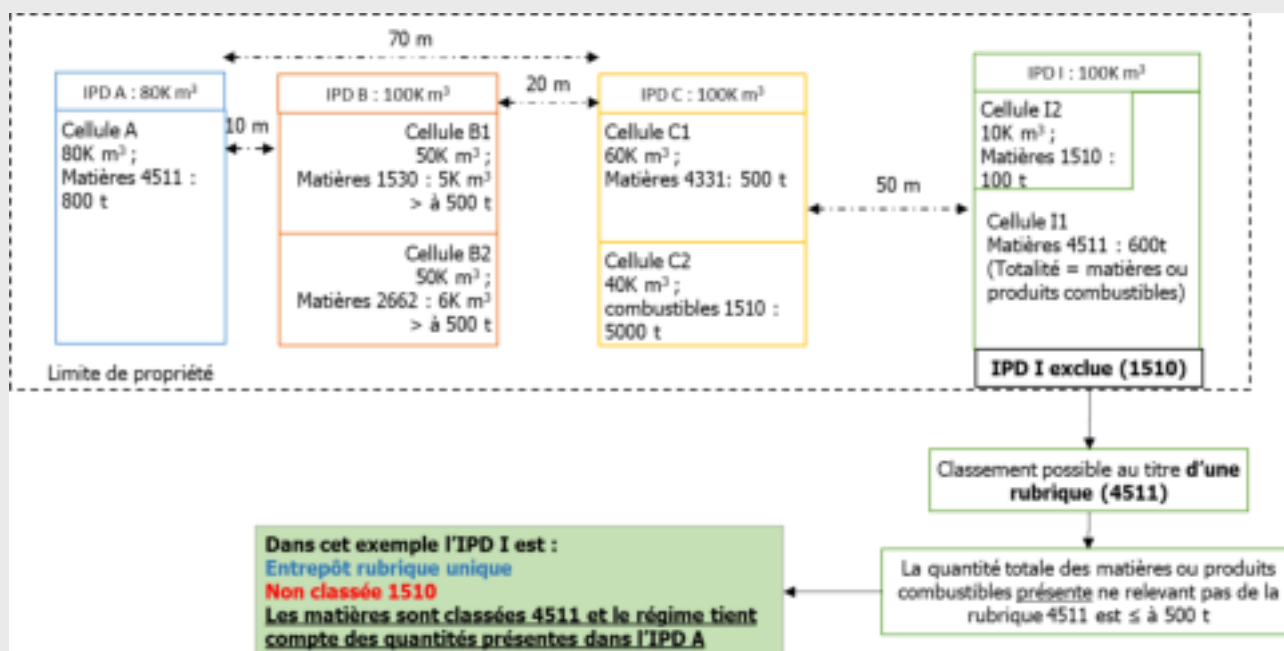 70 m
IPD A : 80K m³
Cellule A
80K m³ ;
Matières 4511 :
800 t
10 m
IPD B : 100K m³
Cellule B1
50K m³ ;
Matières 1530 : 5K m³
> à 500 t
Cellule B2
50K m³ ;
Matières 2662 : 6K m³
> à 500 t
20 m
IPD C : 100K m³
Cellule C1
60K m³ ;
Matières 4331: 500 t
Cellule C2
40K m³ ;
combustibles 1510 :
5000 t
50 m
IPD I : 100K m³
Cellule I2
10K m³ ;
Matières 1510 :
100 t
Cellule I1
Matières 4511 : 600t
(Totalité = matières ou
produits combustibles)
Limite de propriété
IPD I exclue (1510)
Classement possible au titre d'une
rubrique (4511)
La quantité totale des matières ou produits
combustibles présente ne relevant pas de la
rubrique 4511 est ≤ à 500 t
Dans cet exemple l'IPD I est :
Entrepôt rubrique unique
Non classée 1510
Les matières sont classées 4511 et le régime tient
compte des quantités présentes dans l'IPD A